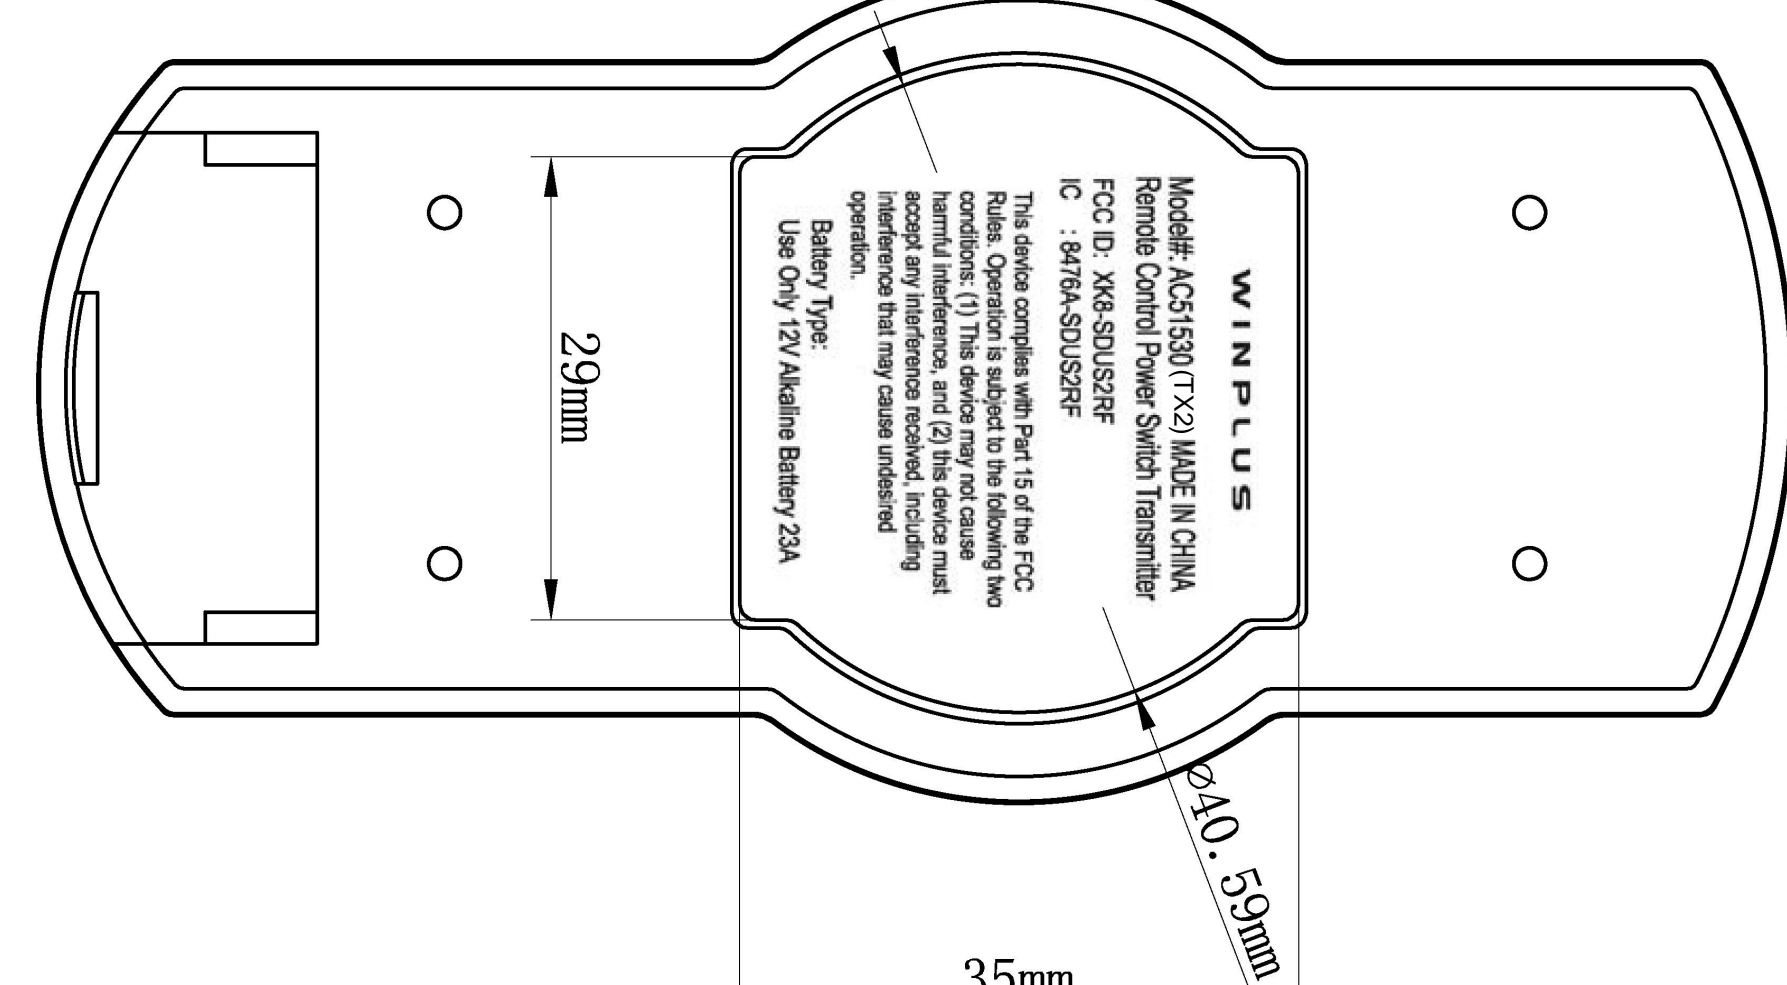 WINPLUS
Model#: AC51530 (TX2) MADE IN CHINA
Remote Control Power Switch Transmitter
FCC ID: XK8-SDUS2RF
IC : 8476A-SDUS2RF
This device complies with Part 15 of the FCC
Rules. Operation is subject to the following two
conditions: (1) This device may not cause
harmful interference, and (2) this device must
accept any interference received, including
interference that may cause undesired
operation.
Battery Type:
Use Only 12V Alkaline Battery 23A
29mm
Ø40.59mm
35mm